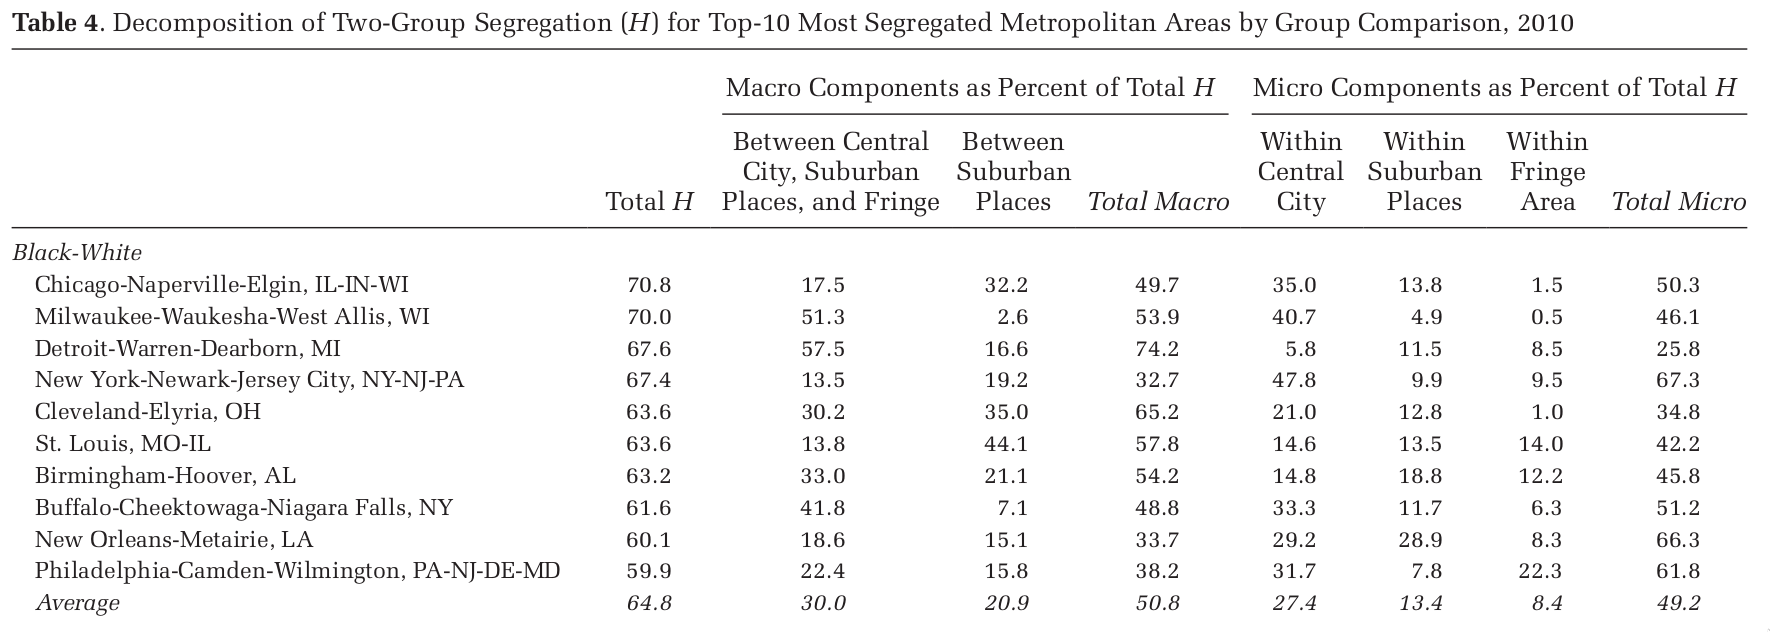 Table 4. Decomposition of Two-Group Segregation (H) for Top-10 Most Segregated Metropolitan Areas by Group Comparison, 2010
Macro Components as Percent of Total H Micro Components as Percent of Total H
Between Central Between Within Within Within
City, Suburban Suburban Central Suburban Fringe
Total H Places, and Fringe Places Total Macro City Places Area Total Micro
Black-White
Chicago-Naperville-Elgin, IL-IN-WI 70.8 17.5 32.2 49.7 35.0 13.8 1.5 50.3
Milwaukee-Waukesha-West Allis, WI 70.0 51.3 2.6 53.9 40.7 4.9 0.5 46.1
Detroit-Warren-Dearborn, MI 67.6 57.5 16.6 74.2 5.8 11.5 8.5 25.8
New York-Newark-Jersey City, NY-NJ-PA 67.4 13.5 19.2 32.7 47.8 9.9 9.5 67.3
Cleveland-Elyria, OH 63.6 30.2 35.0 65.2 21.0 12.8 1.0 34.8
St. Louis, MO-IL 63.6 13.8 44.1 57.8 14.6 13.5 14.0 42.2
Birmingham-Hoover, AL 63.2 33.0 21.1 54.2 14.8 18.8 12.2 45.8
Buffalo-Cheektowaga-Niagara Falls, NY 61.6 41.8 7.1 48.8 33.3 11.7 6.3 51.2
New Orleans-Metairie, LA 60.1 18.6 15.1 33.7 29.2 28.9 8.3 66.3
Philadelphia-Camden-Wilmington, PA-NJ-DE-MD 59.9 22.4 15.8 38.2 31.7 7.8 22.3 61.8
Average 64.8 30.0 20.9 50.8 27.4 13.4 8.4 49.2